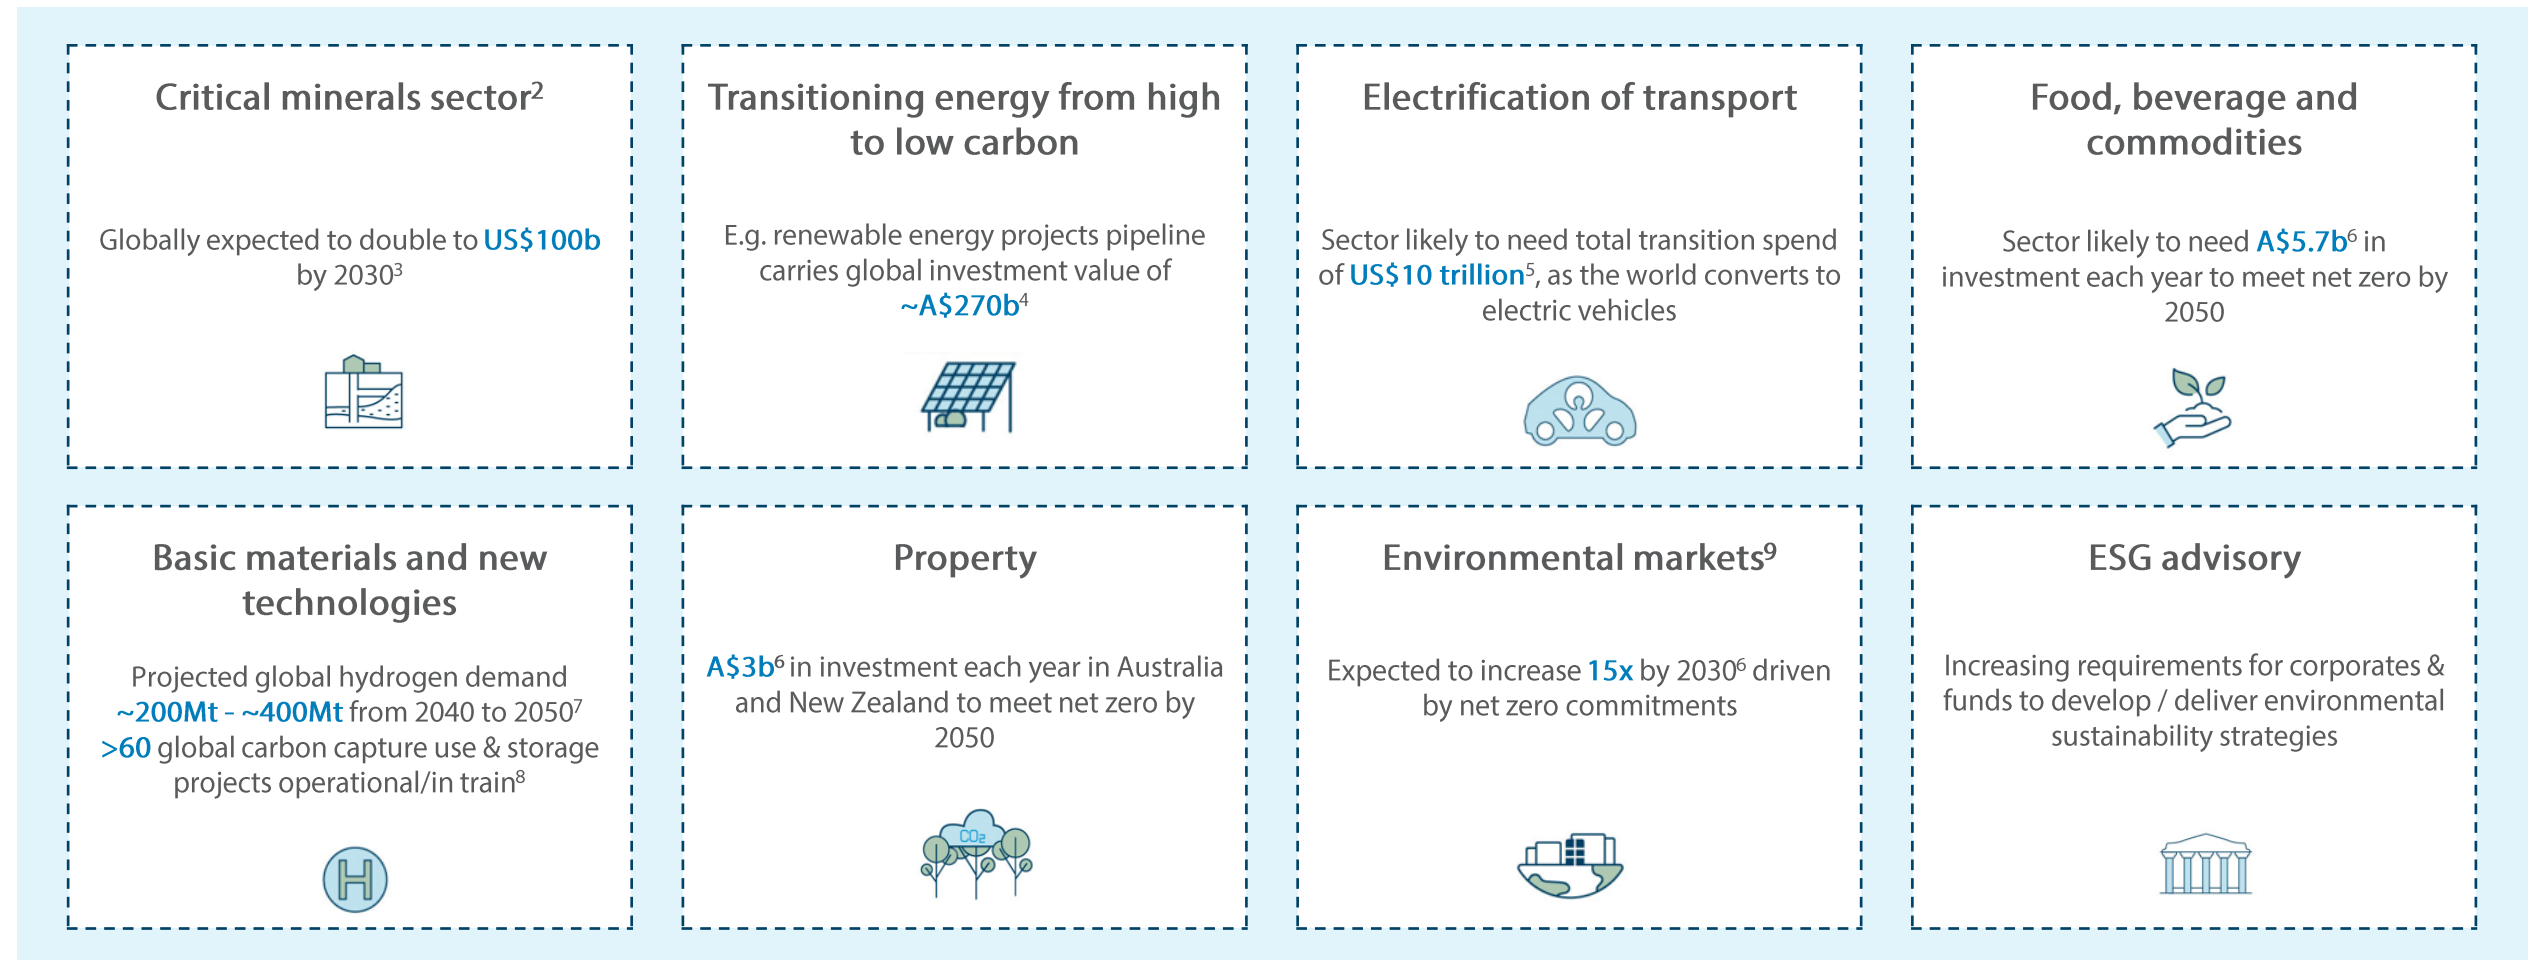 Critical minerals sector²
Globally expected to double to US$100b
by 2030³
Transitioning energy from high
to low carbon
E.g. renewable energy projects pipeline
carries global investment value of
~A$270b⁴
Electrification of transport
Sector likely to need total transition spend
of US$10 trillion⁵, as the world converts to
electric vehicles
Food, beverage and
commodities
Sector likely to need A$5.7b⁶ in
investment each year to meet net zero by
2050
Basic materials and new
technologies
Projected global hydrogen demand
~200Mt - ~400Mt from 2040 to 2050⁷
>60 global carbon capture use & storage
projects operational/in train⁸
H
Property
A$3b⁶ in investment each year in Australia
and New Zealand to meet net zero by
2050
CO₂
Environmental markets⁹
Expected to increase 15x by 2030⁶ driven
by net zero commitments
ESG advisory
Increasing requirements for corporates &
funds to develop / deliver environmental
sustainability strategies